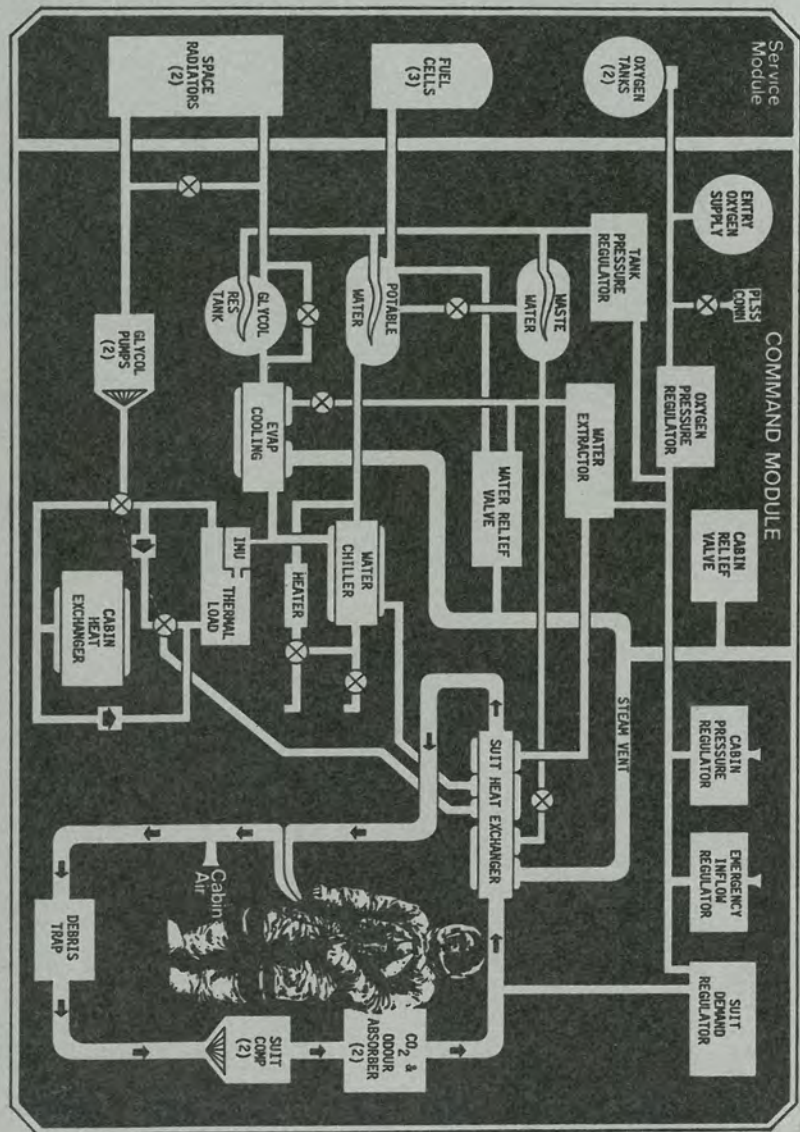 Service
Module
COMMAND MODULE
OXYGEN
TANKS
(2)
FUEL
CELLS
(3)
SPACE
RADIATORS
(2)
ENTRY
OXYGEN
SUPPLY
PLSS
CONN
OXYGEN
PRESSURE
REGULATOR
CABIN
RELIEF
VALVE
CABIN
PRESSURE
REGULATOR
EMERGENCY
INFLOW
REGULATOR
SUIT
DEMAND
REGULATOR
TANK
PRESSURE
REGULATOR
WASTE
WATER
POTABLE
WATER
GLYCOL
RES
TANK
GLYCOL
PUMPS
(2)
WATER
EXTRACTOR
WATER RELIEF
VALVE
EVAP
COOLING
STEAM VENT
WATER
CHILLER
HEATER
IMU
THERMAL
LOAD
CABIN
HEAT
EXCHANGER
SUIT HEAT EXCHANGER
Cabin
Air
DEBRIS
TRAP
SUIT
COMP
(2)
CO₂ &
ODOUR
ABSORBER
(2)